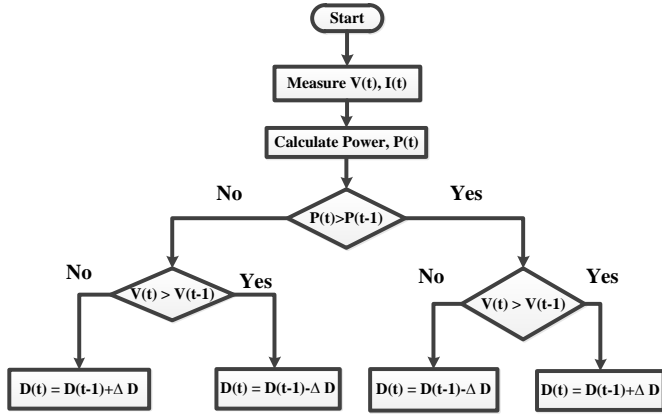 Start
Measure V(t), I(t)
Calculate Power, P(t)
No
Yes
P(t)>P(t-1)
No
Yes
No
Yes
V(t) > V(t-1)
V(t) > V(t-1)
D(t) = D(t-1)+Δ D
D(t) = D(t-1)-Δ D
D(t) = D(t-1)-Δ D
D(t) = D(t-1)+Δ D